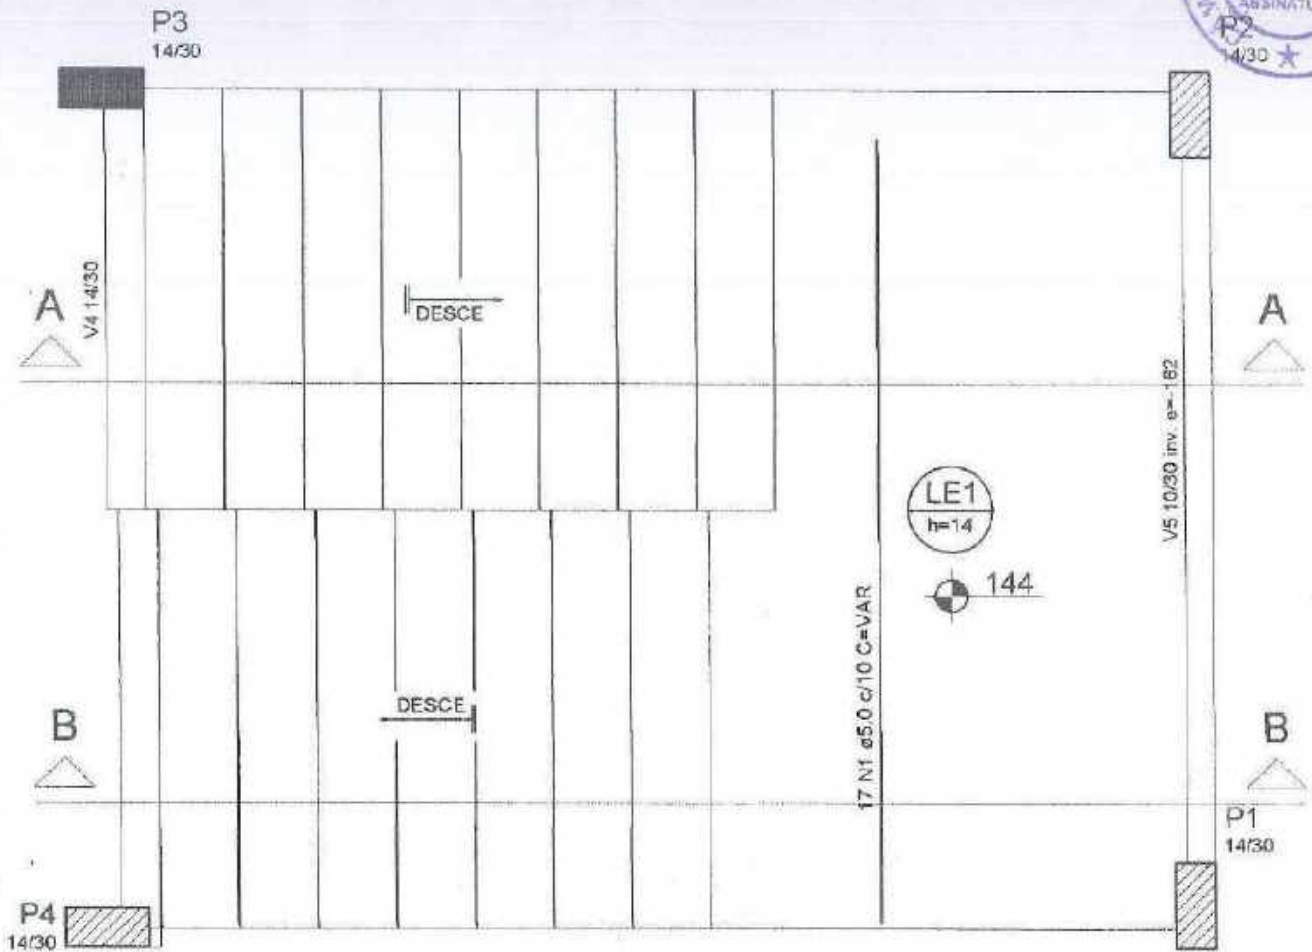 P3
14/30
ASSINATU
P2
14/30
A
V4 14/30
DESCE
A
V5 10/30 inv. e=-162
LE1
h=14
144
17 N1 ø5.0 c/10 C=VAR
DESCE
B
B
P1
14/30
P4
14/30